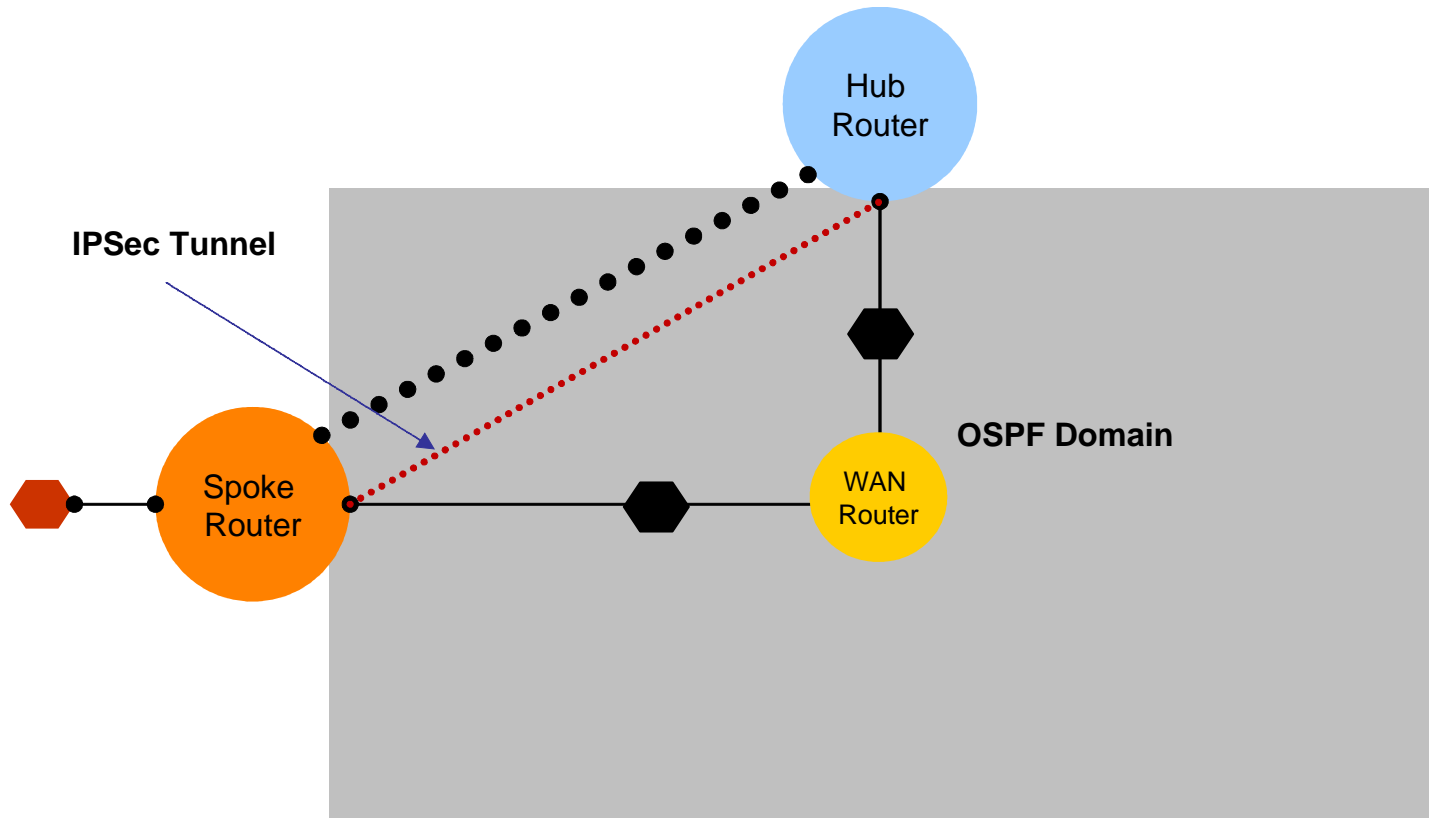 Hub
Router
IPSec Tunnel
OSPF Domain
Spoke
Router
WAN
Router